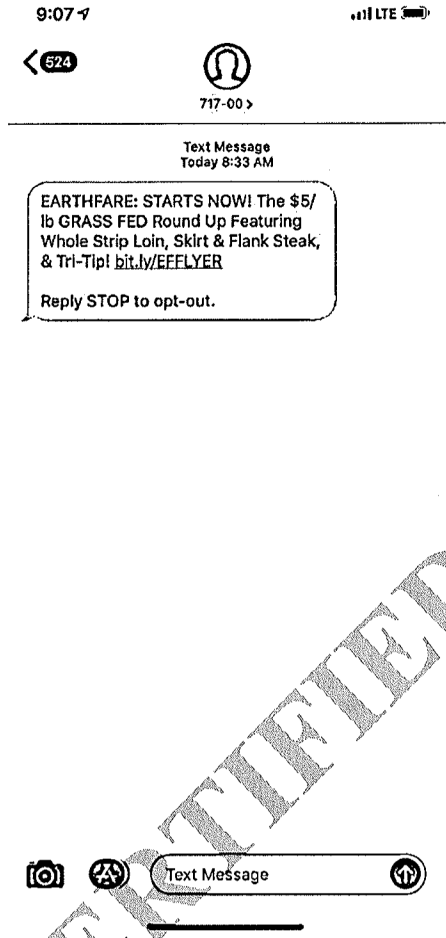 9:07
LTE
524
717-00 >
Text Message
Today 8:33 AM
EARTHFARE: STARTS NOW! The $5/
lb GRASS FED Round Up Featuring
Whole Strip Loin, Skirt & Flank Steak,
& Tri-Tip! bit.ly/EFFLYER
Reply STOP to opt-out.
ERTIFIED
Text Message